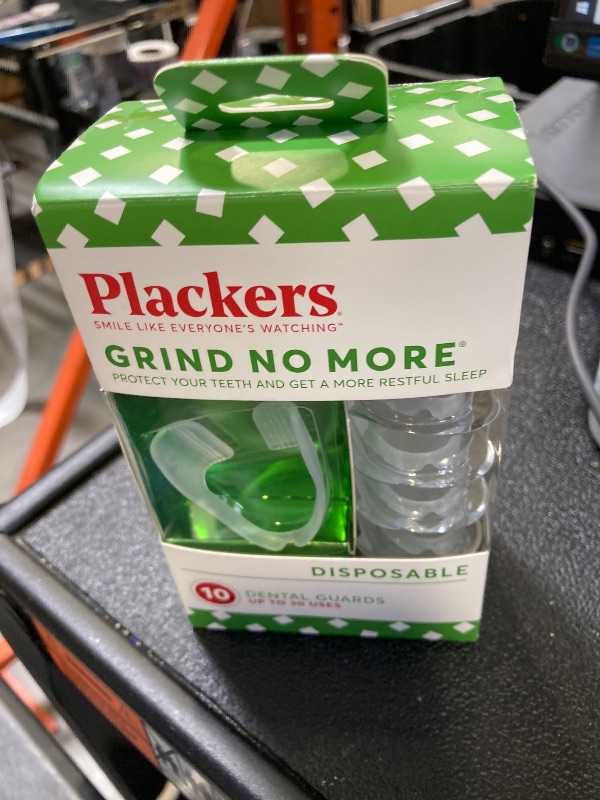 Plackers®
SMILE LIKE EVERYONE'S WATCHING™
GRIND NO MORE®
PROTECT YOUR TEETH AND GET A MORE RESTFUL SLEEP
DISPOSABLE
10 DENTAL GUARDS
UP TO 30 USES